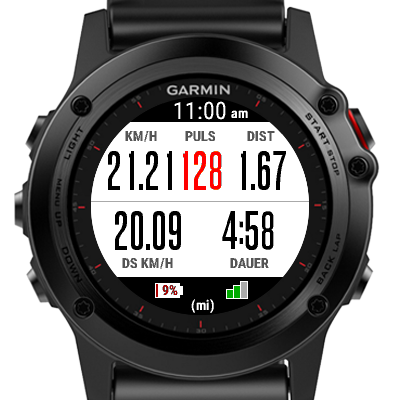 GARMIN
11:00 am
KM/H PULS DIST
21.21 128 1.67
20.09 4:58
DS KM/H DAUER
9%
(mi)
LIGHT
START STOP
MENU UP
DOWN
BACK LAP